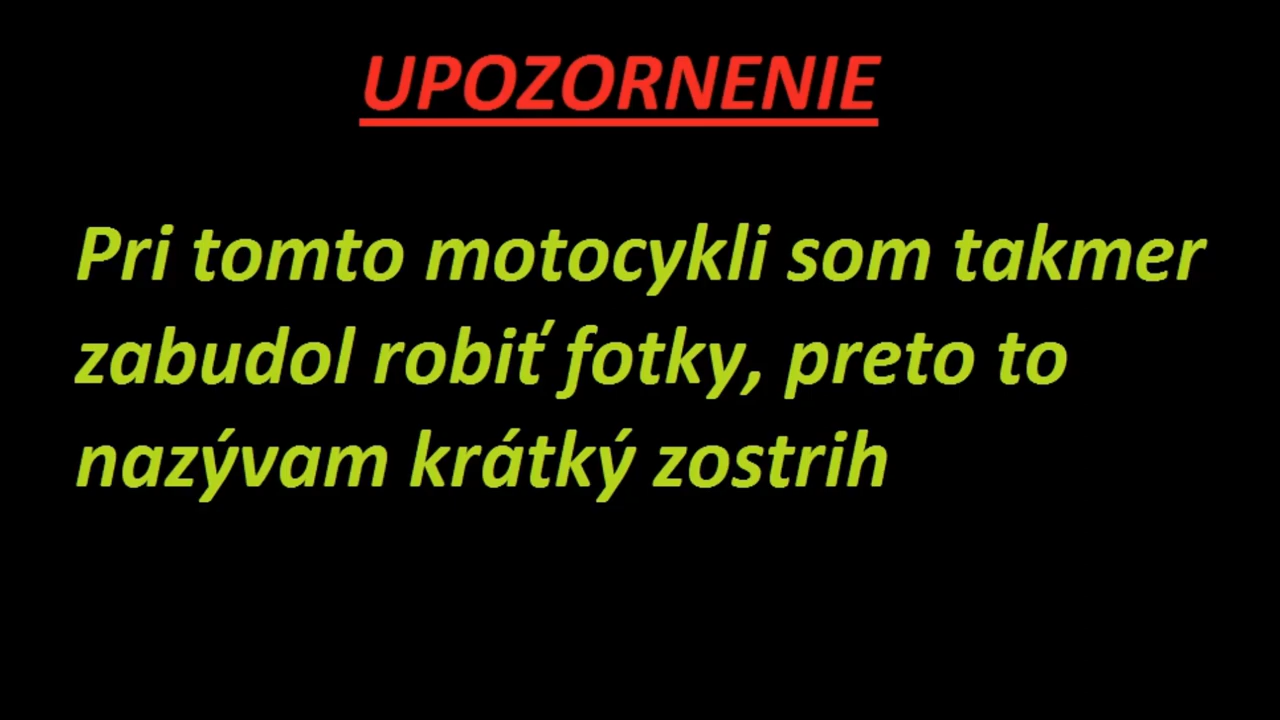 UPOZORNENIE
Pri tomto motocykli som takmer
zabudol robiť fotky, preto to
nazývam krátký zostrih